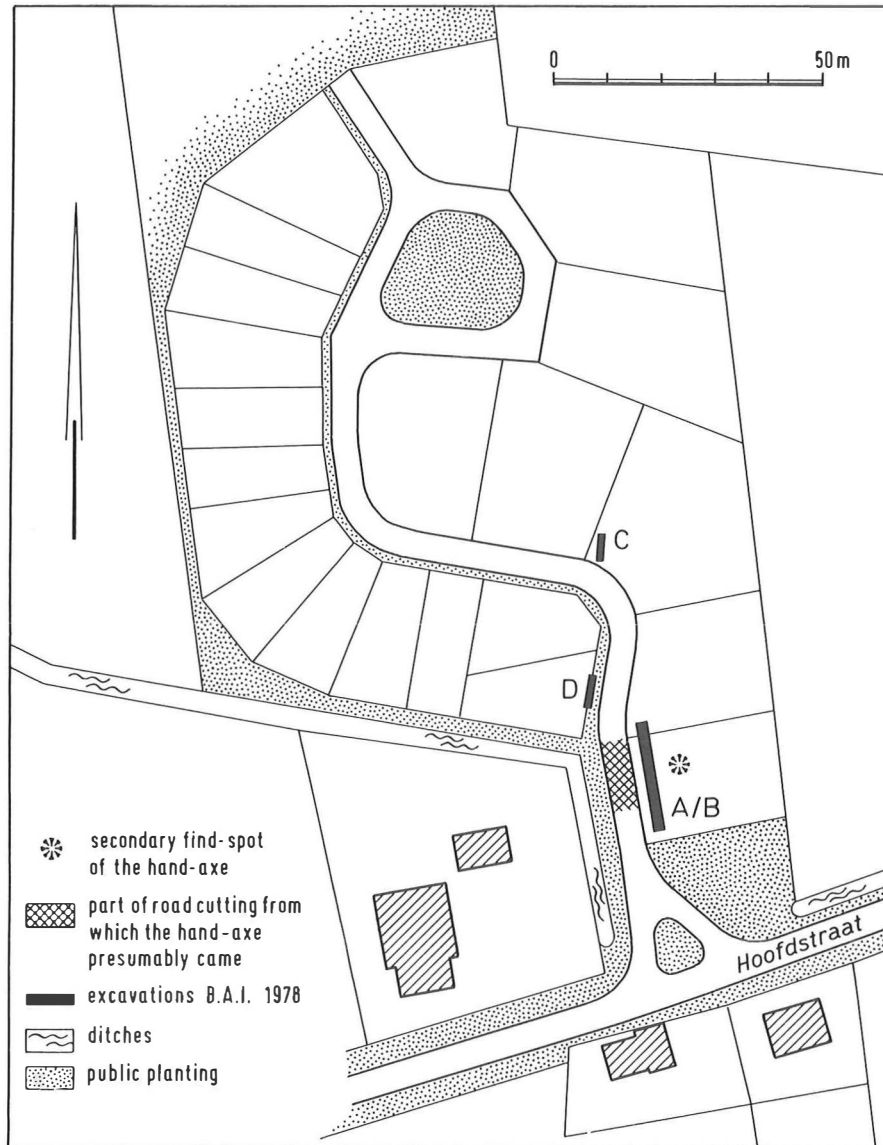 0 50 m
C
D
A/B
Hoofdstraat
secondary find-spot
of the hand-axe
part of road cutting from
which the hand-axe
presumably came
excavations B.A.I. 1978
ditches
public planting